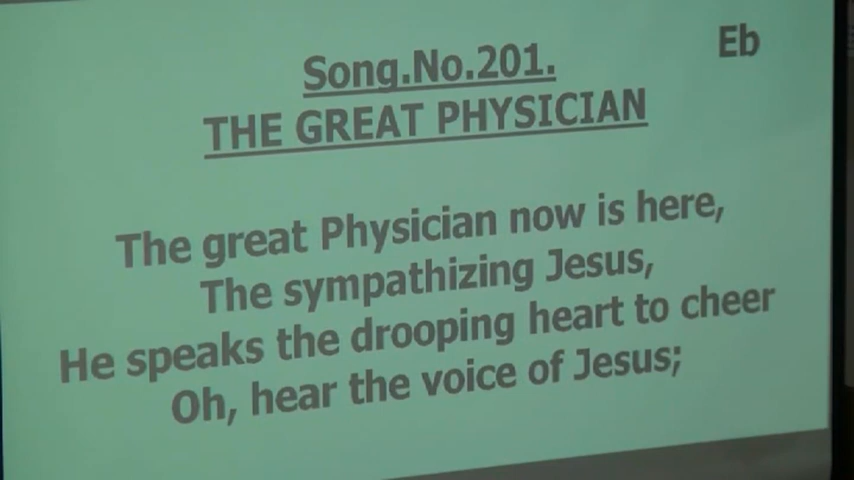 Song.No.201.
Eb
THE GREAT PHYSICIAN
The great Physician now is here,
The sympathizing Jesus,
He speaks the drooping heart to cheer
Oh, hear the voice of Jesus;